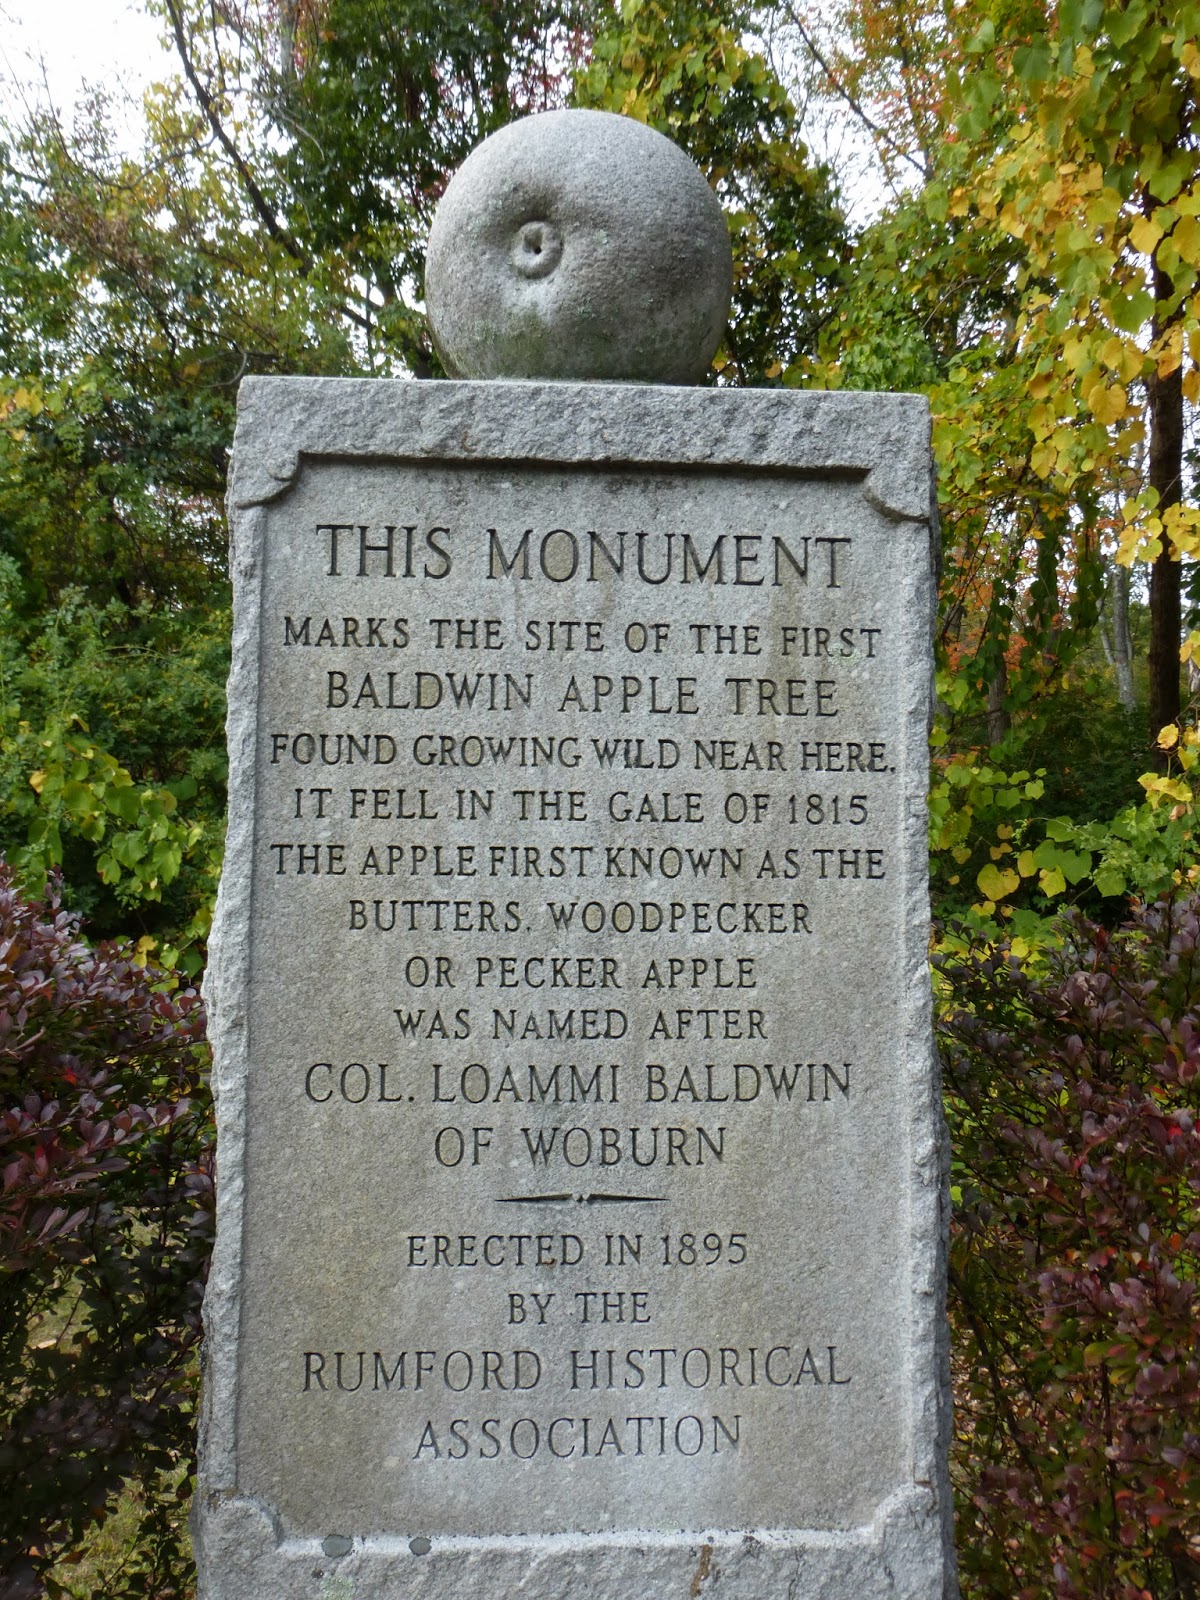 THIS MONUMENT
MARKS THE SITE OF THE FIRST
BALDWIN APPLE TREE
FOUND GROWING WILD NEAR HERE.
IT FELL IN THE GALE OF 1815
THE APPLE FIRST KNOWN AS THE
BUTTERS. WOODPECKER
OR PECKER APPLE
WAS NAMED AFTER
COL. LOAMMI BALDWIN
OF WOBURN
ERECTED IN 1895
BY THE
RUMFORD HISTORICAL
ASSOCIATION